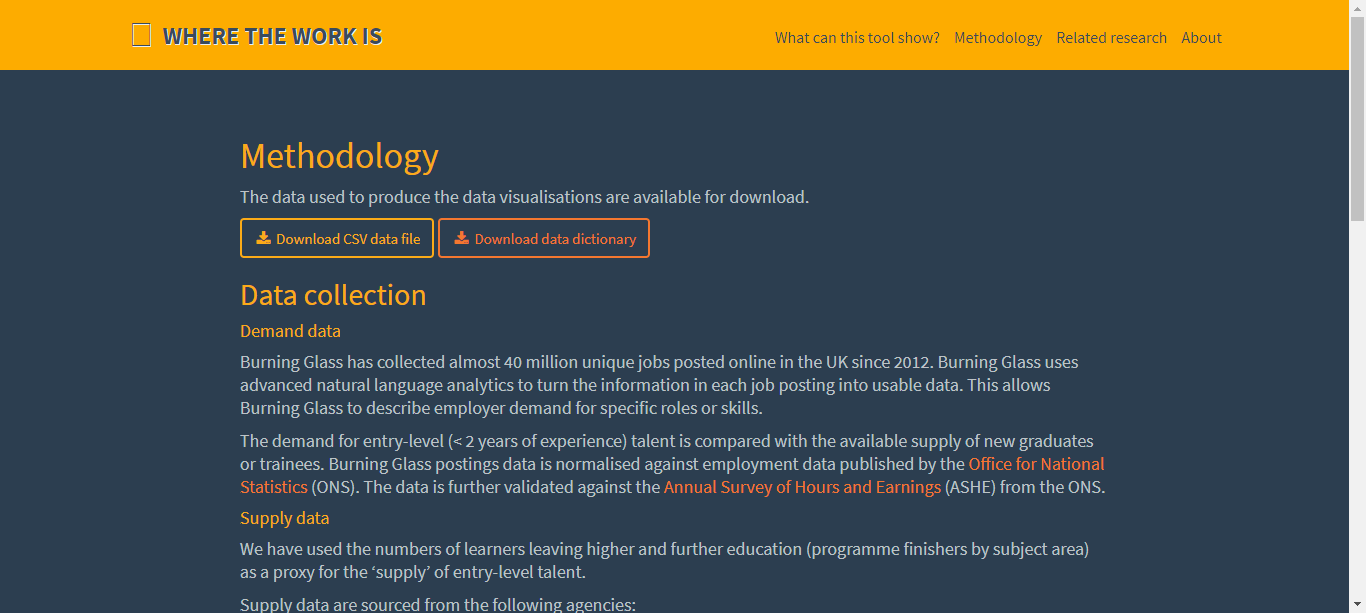 WHERE THE WORK IS
What can this tool show? Methodology Related research About
Methodology
The data used to produce the data visualisations are available for download.
Download CSV data file Download data dictionary
Data collection
Demand data
Burning Glass has collected almost 40 million unique jobs posted online in the UK since 2012. Burning Glass uses
advanced natural language analytics to turn the information in each job posting into usable data. This allows
Burning Glass to describe employer demand for specific roles or skills.
The demand for entry-level (< 2 years of experience) talent is compared with the available supply of new graduates
or trainees. Burning Glass postings data is normalised against employment data published by the Office for National
Statistics (ONS). The data is further validated against the Annual Survey of Hours and Earnings (ASHE) from the ONS.
Supply data
We have used the numbers of learners leaving higher and further education (programme finishers by subject area)
as a proxy for the ‘supply’ of entry-level talent.
Supply data are sourced from the following agencies: